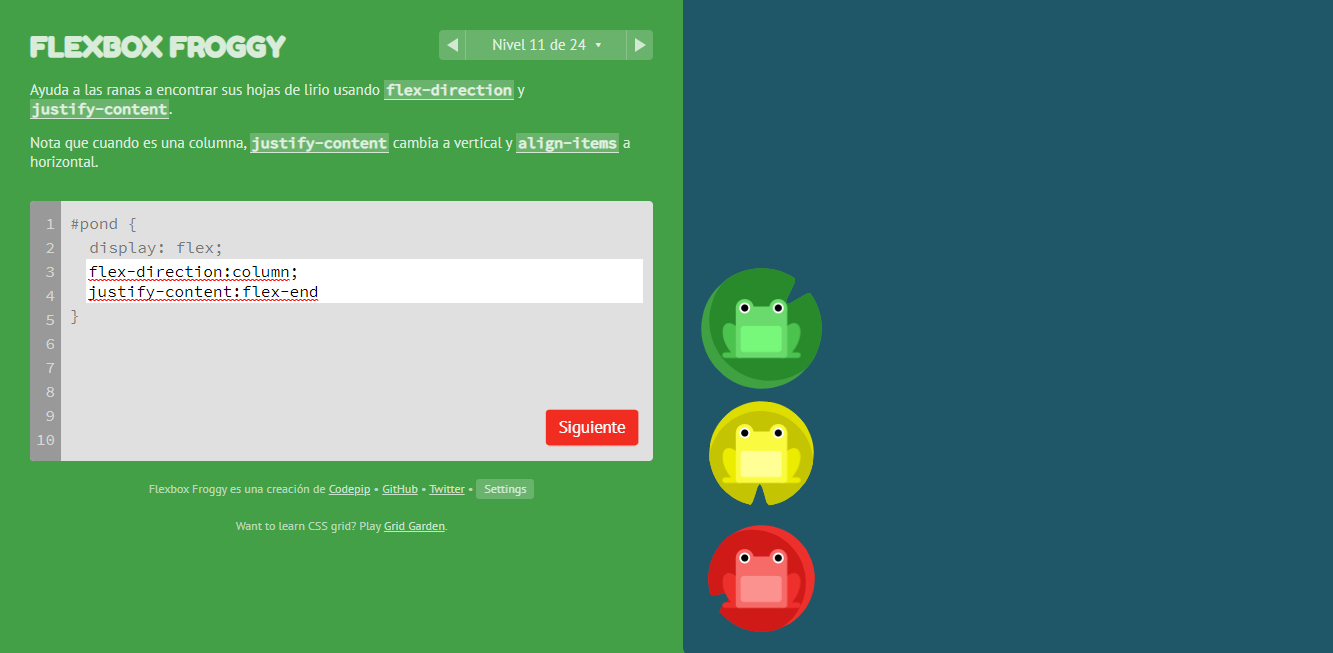 FLEXBOX FROGGY
Nivel 11 de 24
Ayuda a las ranas a encontrar sus hojas de lirio usando flex-direction y
justify-content.
Nota que cuando es una columna, justify-content cambia a vertical y align-items a
horizontal.
1 #pond {
2 display: flex;
3 flex-direction:column;
4 justify-content:flex-end
5 }
6
7
8
9
10
Siguiente
Flexbox Froggy es una creación de Codepip • GitHub • Twitter • Settings
Want to learn CSS grid? Play Grid Garden.